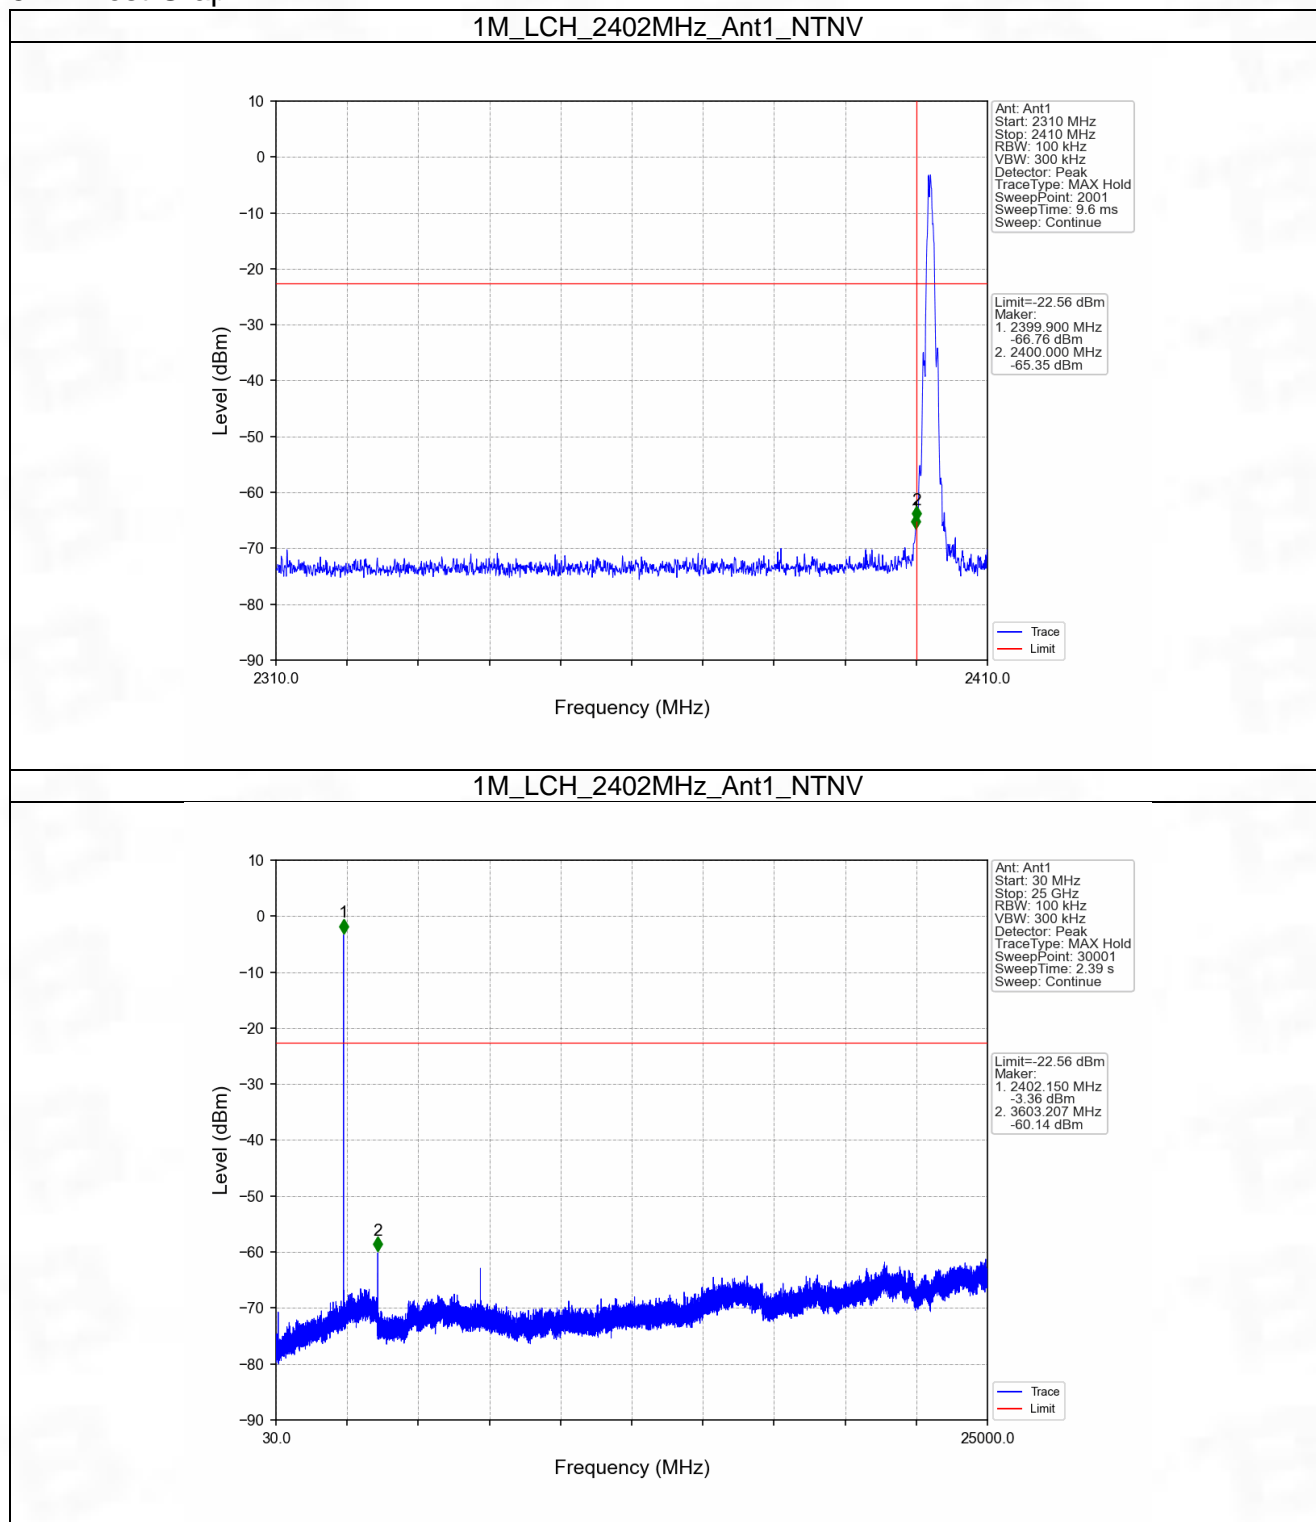 1M_LCH_2402MHz_Ant1_NTNV
10
0
−10
−20
−30
−40
−50
−60
−70
−80
−90
Level (dBm)
2
2310.0
2410.0
Frequency (MHz)
Ant: Ant1
Start: 2310 MHz
Stop: 2410 MHz
RBW: 100 kHz
VBW: 300 kHz
Detector: Peak
TraceType: MAX Hold
SweepPoint: 2001
SweepTime: 9.6 ms
Sweep: Continue
Limit=-22.56 dBm
Maker:
1. 2399.900 MHz
-66.76 dBm
2. 2400.000 MHz
-65.35 dBm
Trace
Limit
1M_LCH_2402MHz_Ant1_NTNV
10
0
−10
−20
−30
−40
−50
−60
−70
−80
−90
Level (dBm)
1
2
30.0
25000.0
Frequency (MHz)
Ant: Ant1
Start: 30 MHz
Stop: 25 GHz
RBW: 100 kHz
VBW: 300 kHz
Detector: Peak
TraceType: MAX Hold
SweepPoint: 30001
SweepTime: 2.39 s
Sweep: Continue
Limit=-22.56 dBm
Maker:
1. 2402.150 MHz
-3.36 dBm
2. 3603.207 MHz
-60.14 dBm
Trace
Limit